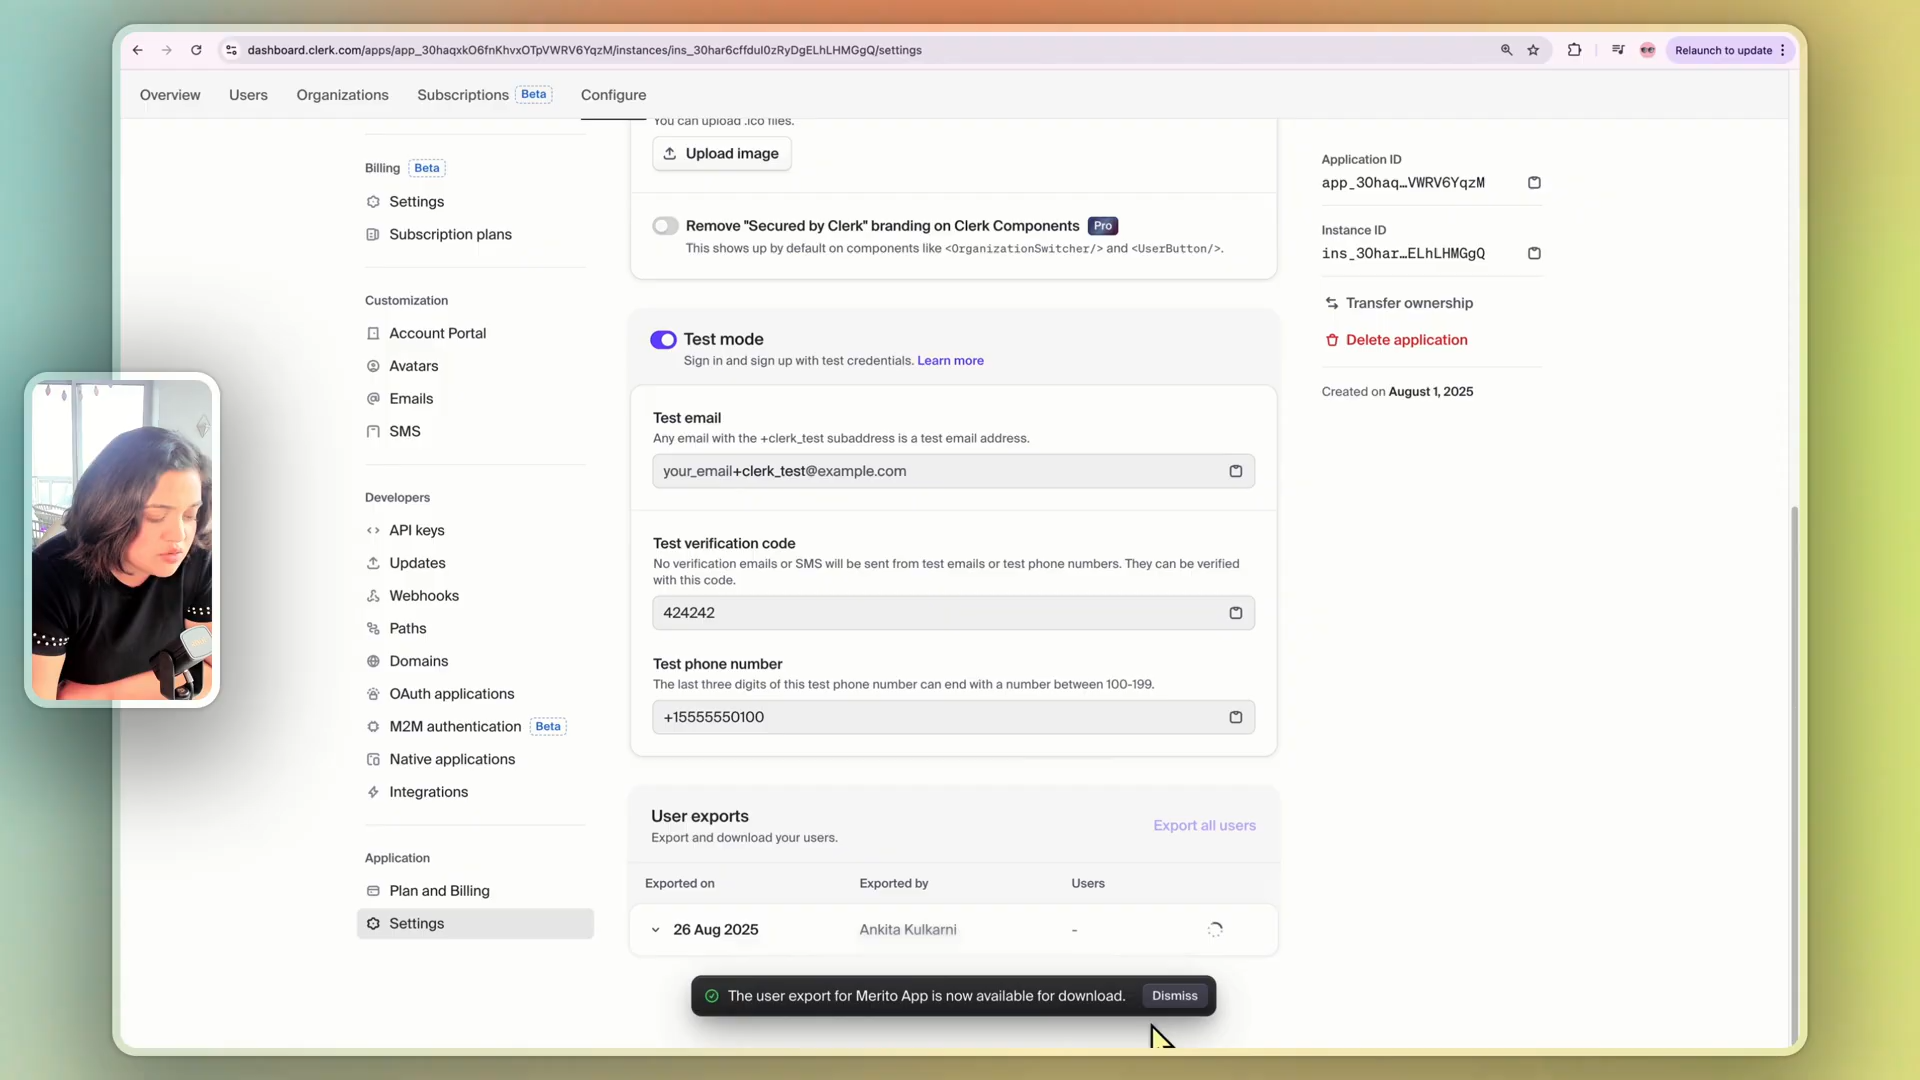 dashboard.clerk.com/apps/app_30haqxkO6fnKhvxOTpVWRV6YqzM/instances/ins_30har6cffdul0zRyDgELhLHMGgQ/settings
Relaunch to update
Overview
Users
Organizations
Subscriptions Beta
Configure
Billing Beta
Settings
Subscription plans
Customization
Account Portal
Avatars
Emails
SMS
Developers
API keys
Updates
Webhooks
Paths
Domains
OAuth applications
M2M authentication Beta
Native applications
Integrations
Application
Plan and Billing
Settings
You can upload .ico files.
Upload image
Remove "Secured by Clerk" branding on Clerk Components Pro
This shows up by default on components like <OrganizationSwitcher/> and <UserButton/>.
Test mode
Sign in and sign up with test credentials. Learn more
Test email
Any email with the +clerk_test subaddress is a test email address.
your_email+clerk_test@example.com
Test verification code
No verification emails or SMS will be sent from test emails or test phone numbers. They can be verified
with this code.
424242
Test phone number
The last three digits of this test phone number can end with a number between 100-199.
+15555550100
User exports
Export and download your users.
Export all users
Exported on
Exported by
Users
26 Aug 2025
Ankita Kulkarni
-
The user export for Merito App is now available for download.
Dismiss
Application ID
app_30haq…VWRV6YqzM
Instance ID
ins_30har…ELhLHMGgQ
Transfer ownership
Delete application
Created on August 1, 2025